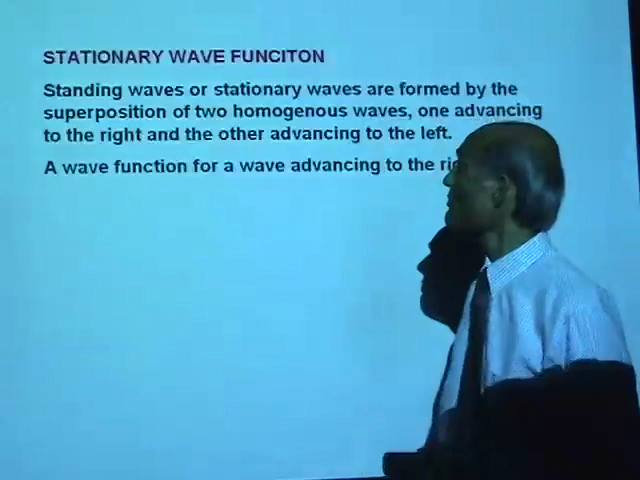 STATIONARY WAVE FUNCITON
Standing waves or stationary waves are formed by the
superposition of two homogenous waves, one advancing
to the right and the other advancing to the left.
A wave function for a wave advancing to the